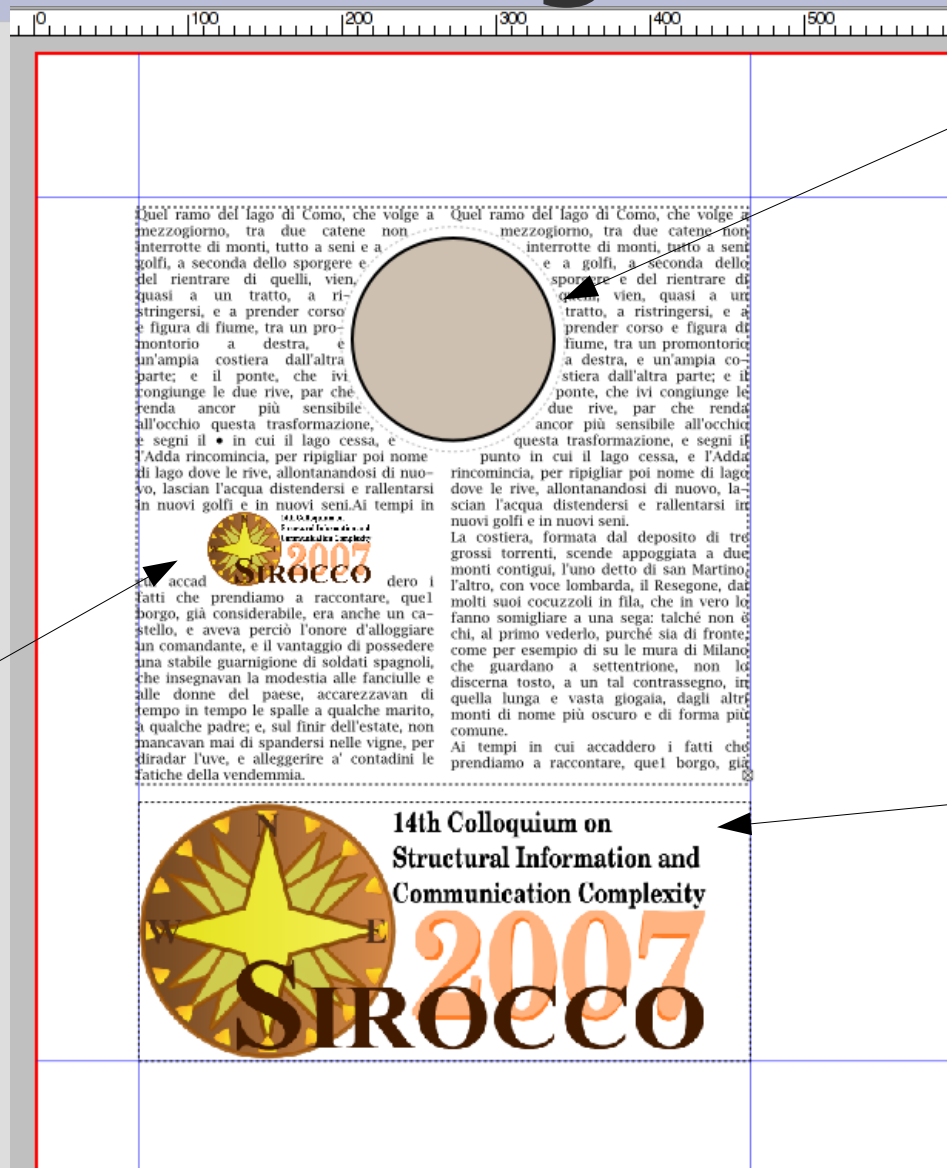 0 100 200 300 400 500
Quel ramo del lago di Como, che volge a
mezzogiorno, tra due catene non
interrotte di monti, tutto a seni e a
golfi, a seconda dello sporgere e
del rientrare di quelli, vien,
quasi a un tratto, a ri-
stringersi, e a prender corso
e figura di fiume, tra un pro-
montorio a destra, e
un'ampia costiera dall'altra
parte; e il ponte, che ivi
congiunge le due rive, par che
renda ancor più sensibile
all'occhio questa trasformazione,
e segni il • in cui il lago cessa, e
l'Adda rincomincia, per ripigliar poi nome
di lago dove le rive, allontanandosi di nuo-
vo, lascian l'acqua distendersi e rallentarsi
in nuovi golfi e in nuovi seni.Ai tempi in
14th Colloquium on
Structural Information and
Communication Complexity
2007
SIROCCO
cui accad dero i
fatti che prendiamo a raccontare, que1
borgo, già considerabile, era anche un ca-
stello, e aveva perciò l'onore d'alloggiare
un comandante, e il vantaggio di possedere
una stabile guarnigione di soldati spagnoli,
che insegnavan la modestia alle fanciulle e
alle donne del paese, accarezzavan di
tempo in tempo le spalle a qualche marito,
a qualche padre; e, sul finir dell'estate, non
mancavan mai di spandersi nelle vigne, per
diradar l'uve, e alleggerire a' contadini le
fatiche della vendemmia.
Quel ramo del lago di Como, che volge a
mezzogiorno, tra due catene non
interrotte di monti, tutto a seni
e a golfi, a seconda dello
sporgere e del rientrare di
quelli, vien, quasi a un
tratto, a ristringersi, e a
prender corso e figura di
fiume, tra un promontorio
a destra, e un'ampia co-
stiera dall'altra parte; e il
ponte, che ivi congiunge le
due rive, par che renda
ancor più sensibile all'occhio
questa trasformazione, e segni il
punto in cui il lago cessa, e l'Adda
rincomincia, per ripigliar poi nome di lago
dove le rive, allontanandosi di nuovo, la-
scian l'acqua distendersi e rallentarsi in
nuovi golfi e in nuovi seni.
La costiera, formata dal deposito di tre
grossi torrenti, scende appoggiata a due
monti contigui, l'uno detto di san Martino,
l'altro, con voce lombarda, il Resegone, dai
molti suoi cocuzzoli in fila, che in vero lo
fanno somigliare a una sega: talché non è
chi, al primo vederlo, purché sia di fronte,
come per esempio di su le mura di Milano
che guardano a settentrione, non lo
discerna tosto, a un tal contrassegno, in
quella lunga e vasta giogaia, dagli altri
monti di nome più oscuro e di forma più
comune.
Ai tempi in cui accaddero i fatti che
prendiamo a raccontare, que1 borgo, già
N
W E
14th Colloquium on
Structural Information and
Communication Complexity
2007
SIROCCO